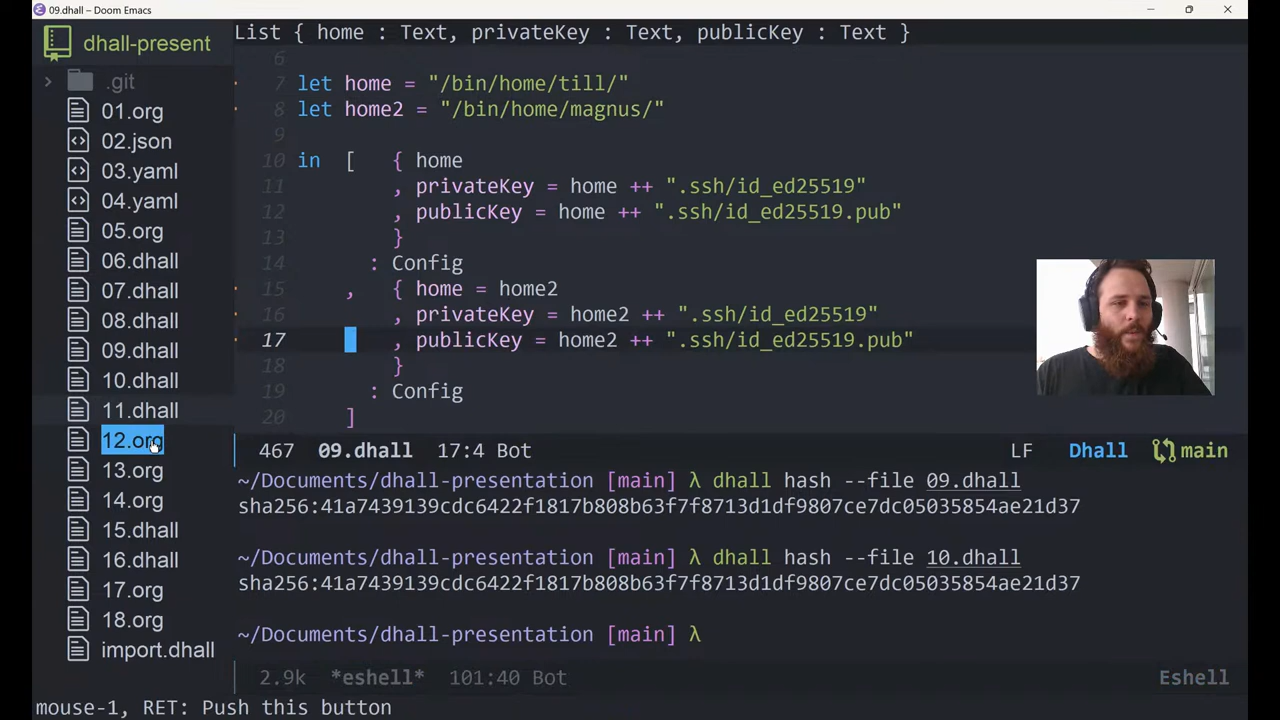 09.dhall – Doom Emacs
dhall-present
.git
01.org
02.json
03.yaml
04.yaml
05.org
06.dhall
07.dhall
08.dhall
09.dhall
10.dhall
11.dhall
12.org
13.org
14.org
15.dhall
16.dhall
17.org
18.org
import.dhall
List { home : Text, privateKey : Text, publicKey : Text }
6
7 let home = "/bin/home/till/"
8 let home2 = "/bin/home/magnus/"
9
10 in [ { home
11 , privateKey = home ++ ".ssh/id_ed25519"
12 , publicKey = home ++ ".ssh/id_ed25519.pub"
13 }
14 : Config
15 , { home = home2
16 , privateKey = home2 ++ ".ssh/id_ed25519"
17 , publicKey = home2 ++ ".ssh/id_ed25519.pub"
18 }
19 : Config
20 ]
467 09.dhall 17:4 Bot LF Dhall main
~/Documents/dhall-presentation [main] λ dhall hash --file 09.dhall
sha256:41a7439139cdc6422f1817b808b63f7f8713d1df9807ce7dc05035854ae21d37
~/Documents/dhall-presentation [main] λ dhall hash --file 10.dhall
sha256:41a7439139cdc6422f1817b808b63f7f8713d1df9807ce7dc05035854ae21d37
~/Documents/dhall-presentation [main] λ
2.9k *eshell* 101:40 Bot Eshell
mouse-1, RET: Push this button